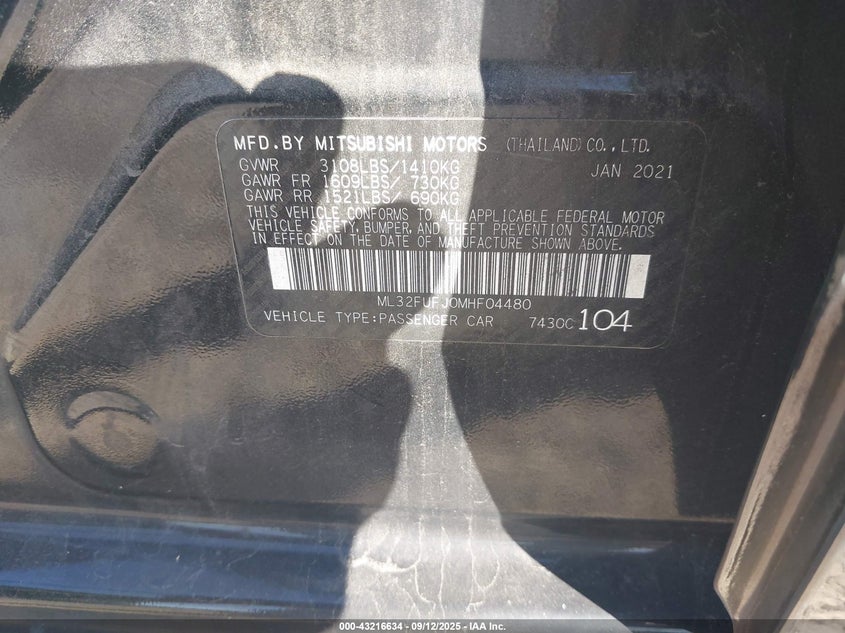 MFD.BY MITSUBISHI MOTORS (THAILAND) CO.,LTD.
GVWR 3108LBS/1410KG JAN 2021
GAWR FR 1609LBS/ 730KG
GAWR RR 1521LBS/ 690KG
THIS VEHICLE CONFORMS TO ALL APPLICABLE FEDERAL MOTOR
VEHICLE SAFETY, BUMPER, AND THEFT PREVENTION STANDARDS
IN EFFECT ON THE DATE OF MANUFACTURE SHOWN ABOVE.
ML32FUFJ0MHF04480
VEHICLE TYPE:PASSENGER CAR 7430C 104
000-43216634 - 09/12/2025 - IAA Inc.